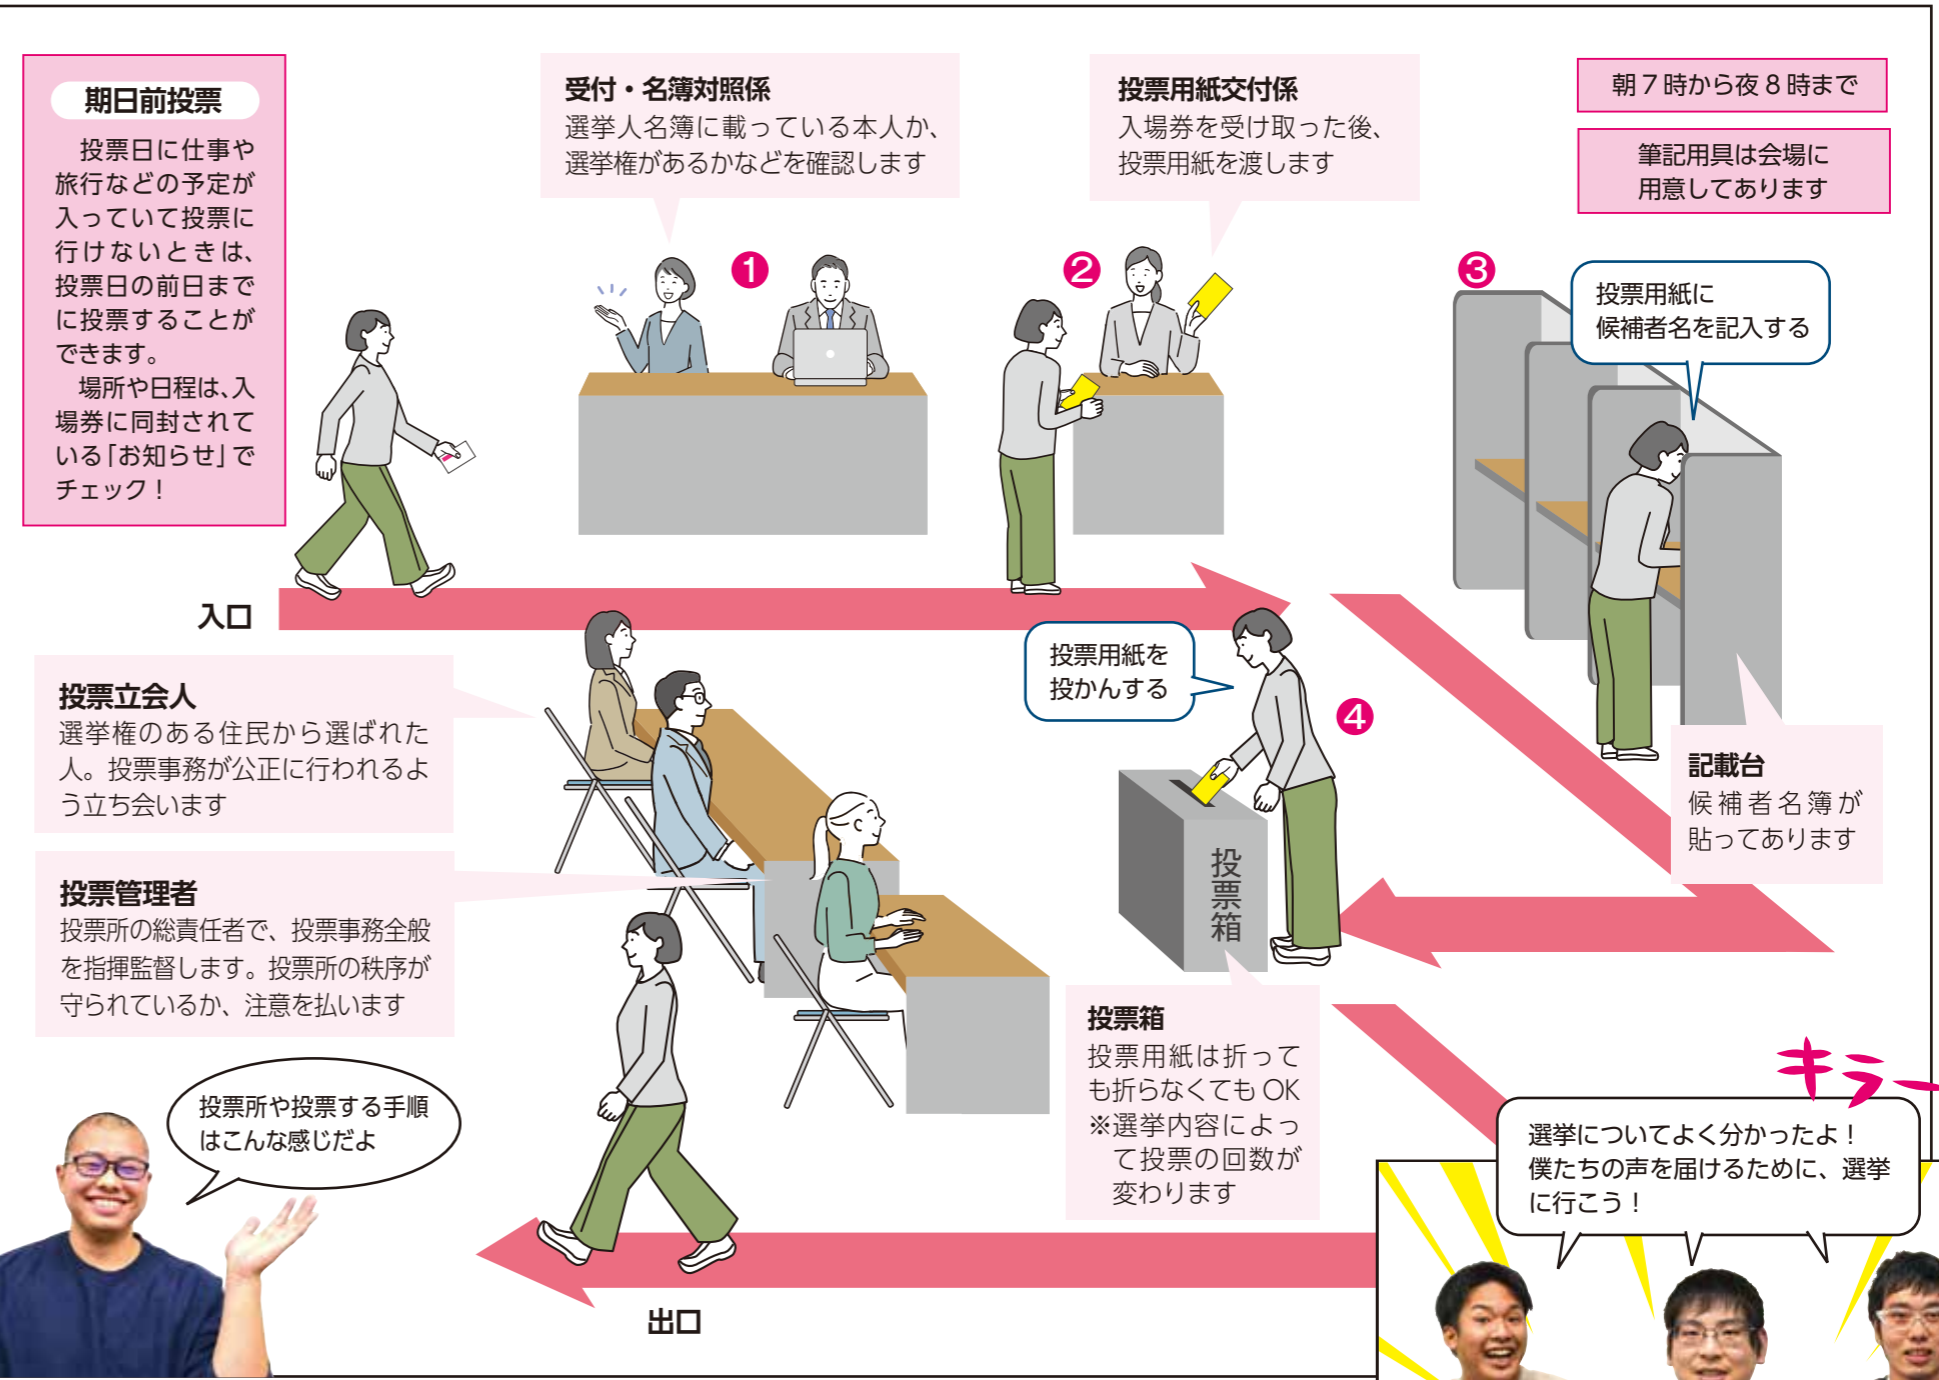 期日前投票
投票日に仕事や
旅行などの予定が
入っていて投票に
行けないときは、
投票日の前日まで
に投票することが
できます。
場所や日程は、入
場券に同封されて
いる「お知らせ」で
チェック！
受付・名簿対照係
選挙人名簿に載っている本人か、
選挙権があるかなどを確認します
投票用紙交付係
入場券を受け取った後、
投票用紙を渡します
朝７時から夜８時まで
筆記用具は会場に
用意してあります
❶
❷
❸
投票用紙に
候補者名を記入する
入口
投票用紙を
投かんする
❹
記載台
候補者名簿が
貼ってあります
投票立会人
選挙権のある住民から選ばれた
人。投票事務が公正に行われるよ
う立ち会います
投票管理者
投票所の総責任者で、投票事務全般
を指揮監督します。投票所の秩序が
守られているか、注意を払います
投票箱
投票箱
投票用紙は折って
も折らなくても OK
※選挙内容によっ
て投票の回数が
変わります
投票所や投票する手順
はこんな感じだよ
キラー
選挙についてよく分かったよ！
僕たちの声を届けるために、選挙
に行こう！
出口